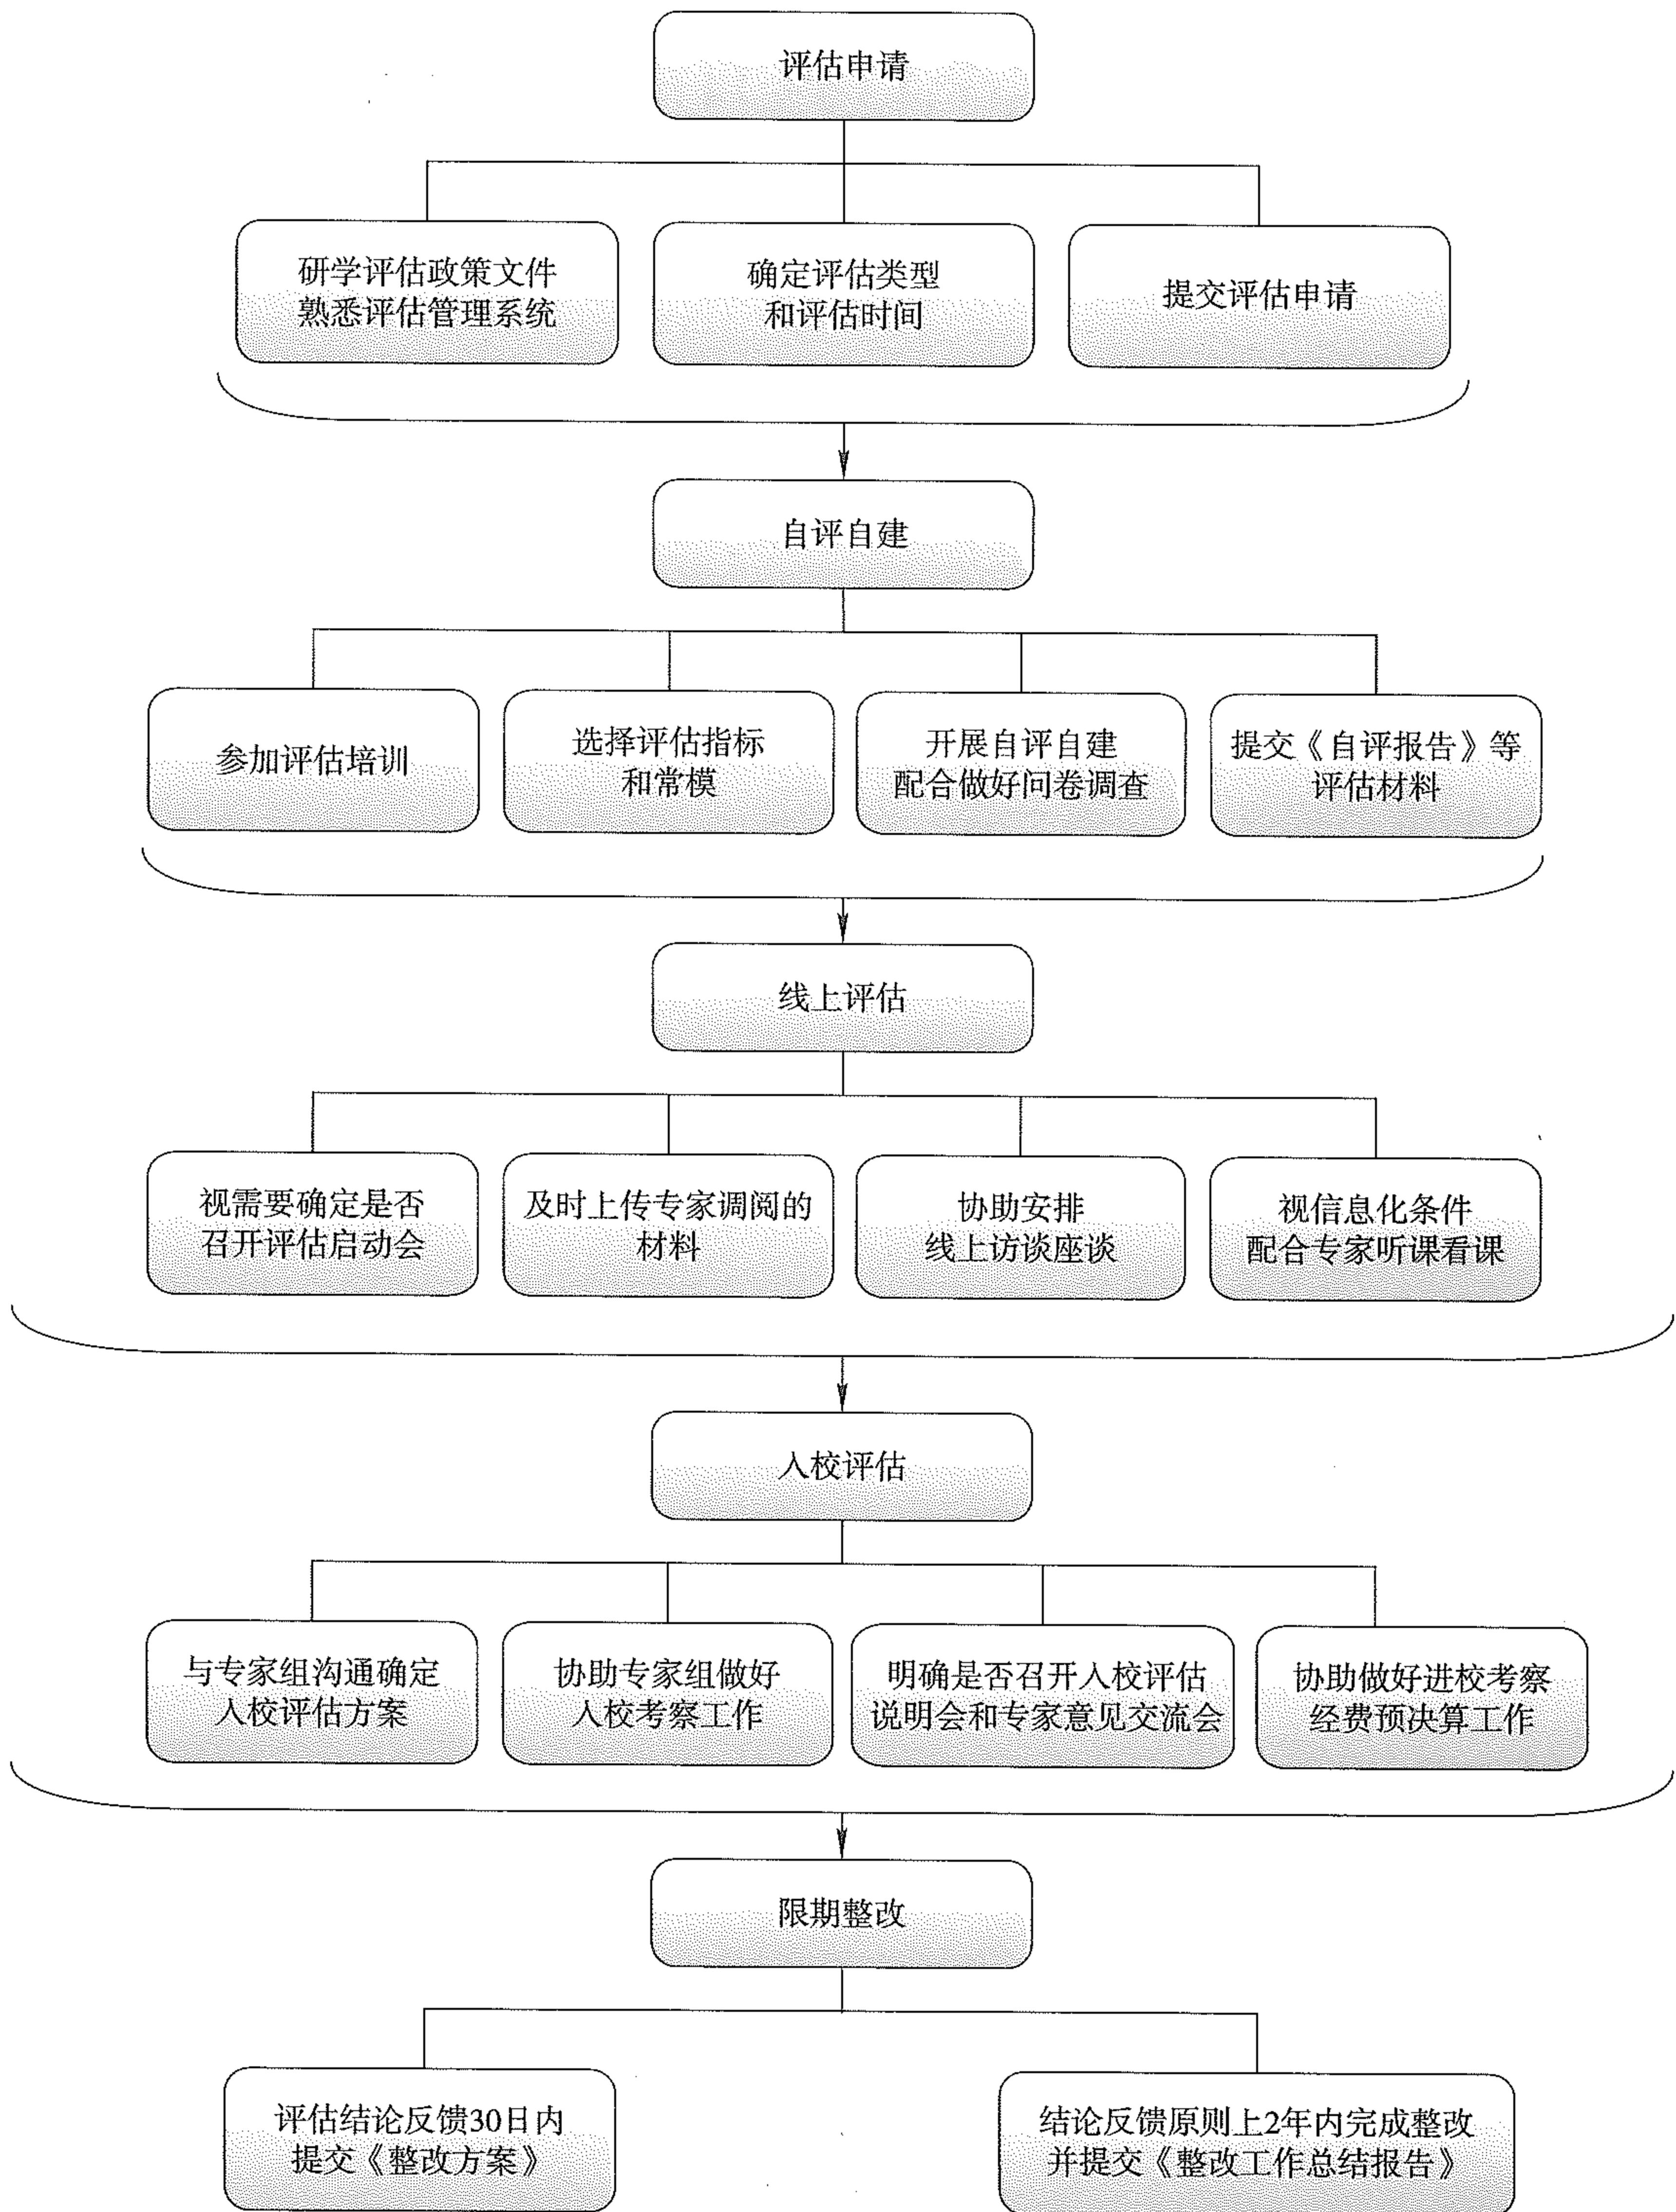 评估申请
研学评估政策文件
熟悉评估管理系统
确定评估类型
和评估时间
提交评估申请
自评自建
参加评估培训
选择评估指标
和常模
开展自评自建
配合做好问卷调查
提交《自评报告》等
评估材料
线上评估
视需要确定是否
召开评估启动会
及时上传专家调阅的
材料
协助安排
线上访谈座谈
视信息化条件
配合专家听课看课
入校评估
与专家组沟通确定
入校评估方案
协助专家组做好
入校考察工作
明确是否召开入校评估
说明会和专家意见交流会
协助做好进校考察
经费预决算工作
限期整改
评估结论反馈30日内
提交《整改方案》
结论反馈原则上2年内完成整改
并提交《整改工作总结报告》